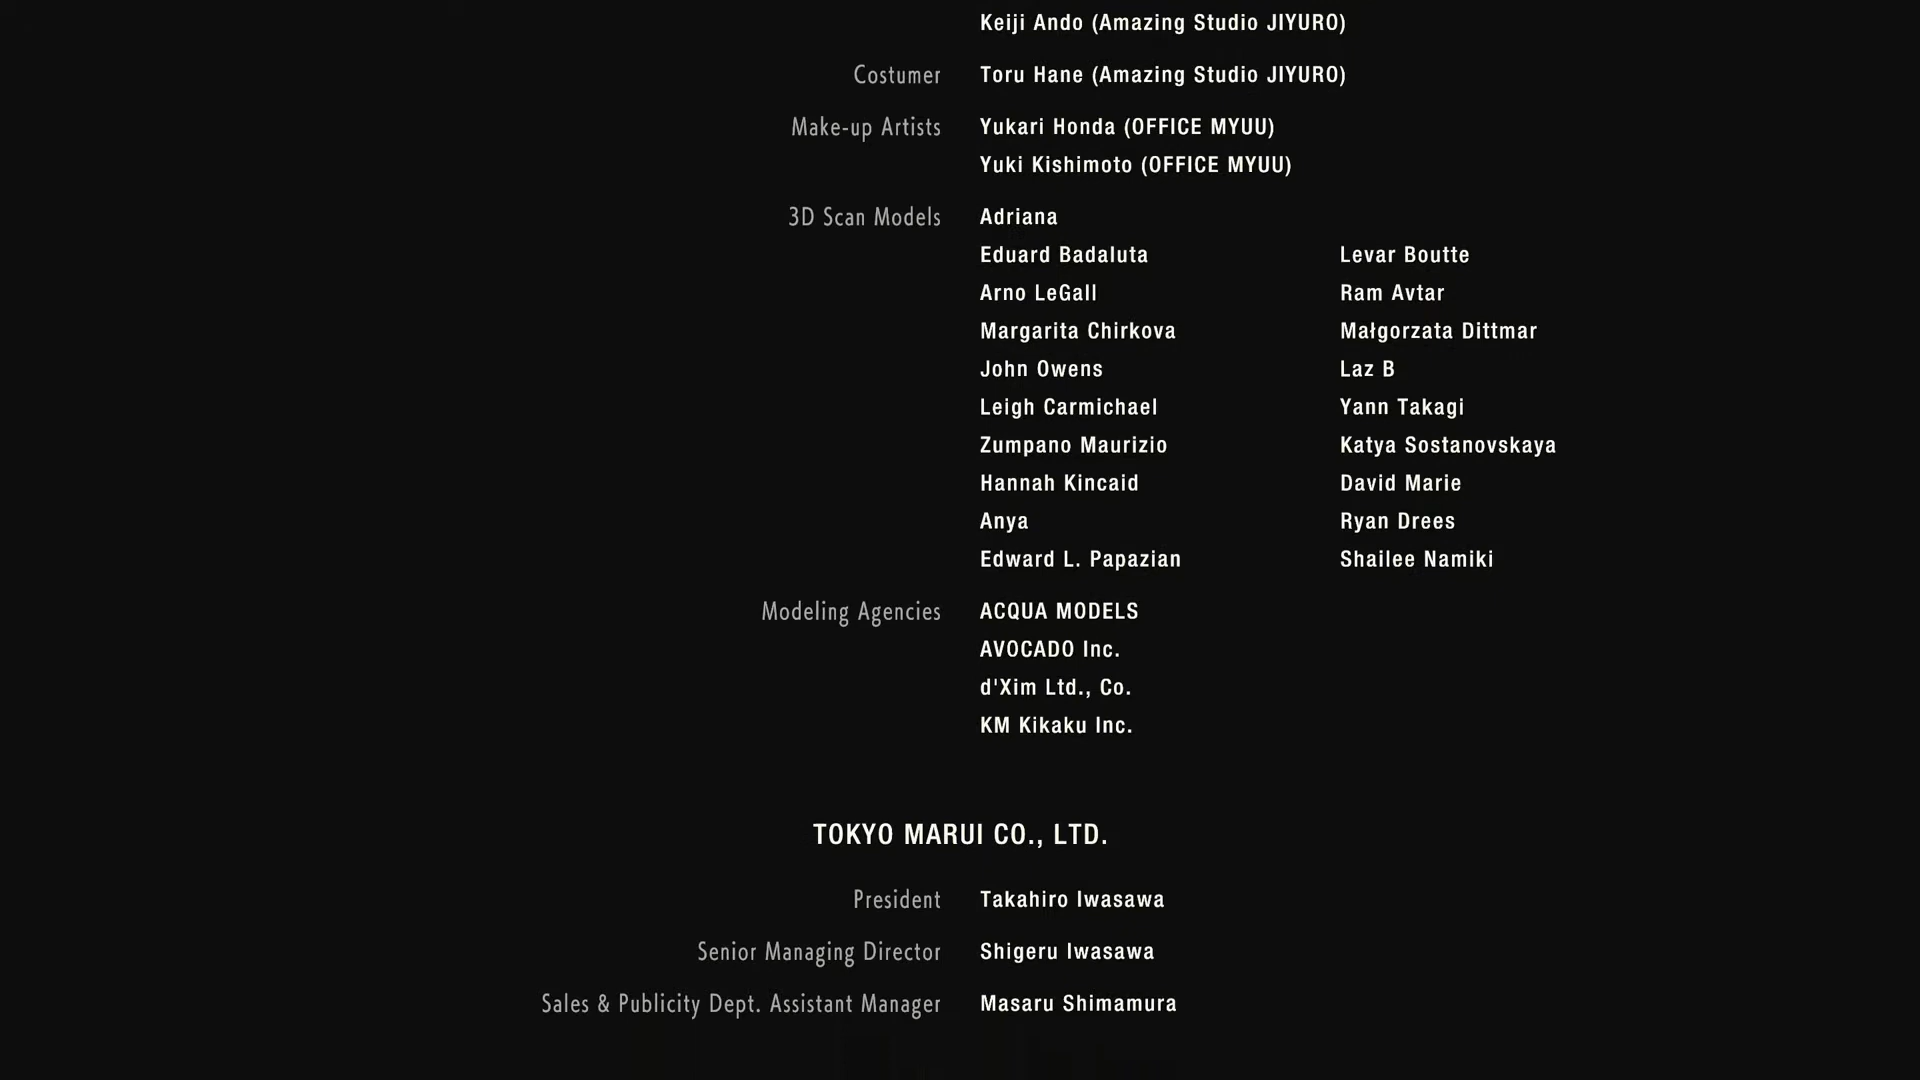 Keiji Ando (Amazing Studio JIYURO)
Costumer Toru Hane (Amazing Studio JIYURO)
Make-up Artists Yukari Honda (OFFICE MYUU)
Yuki Kishimoto (OFFICE MYUU)
3D Scan Models Adriana
Eduard Badaluta Levar Boutte
Arno LeGall Ram Avtar
Margarita Chirkova Małgorzata Dittmar
John Owens Laz B
Leigh Carmichael Yann Takagi
Zumpano Maurizio Katya Sostanovskaya
Hannah Kincaid David Marie
Anya Ryan Drees
Edward L. Papazian Shailee Namiki
Modeling Agencies ACQUA MODELS
AVOCADO Inc.
d'Xim Ltd., Co.
KM Kikaku Inc.
TOKYO MARUI CO., LTD.
President Takahiro Iwasawa
Senior Managing Director Shigeru Iwasawa
Sales & Publicity Dept. Assistant Manager Masaru Shimamura